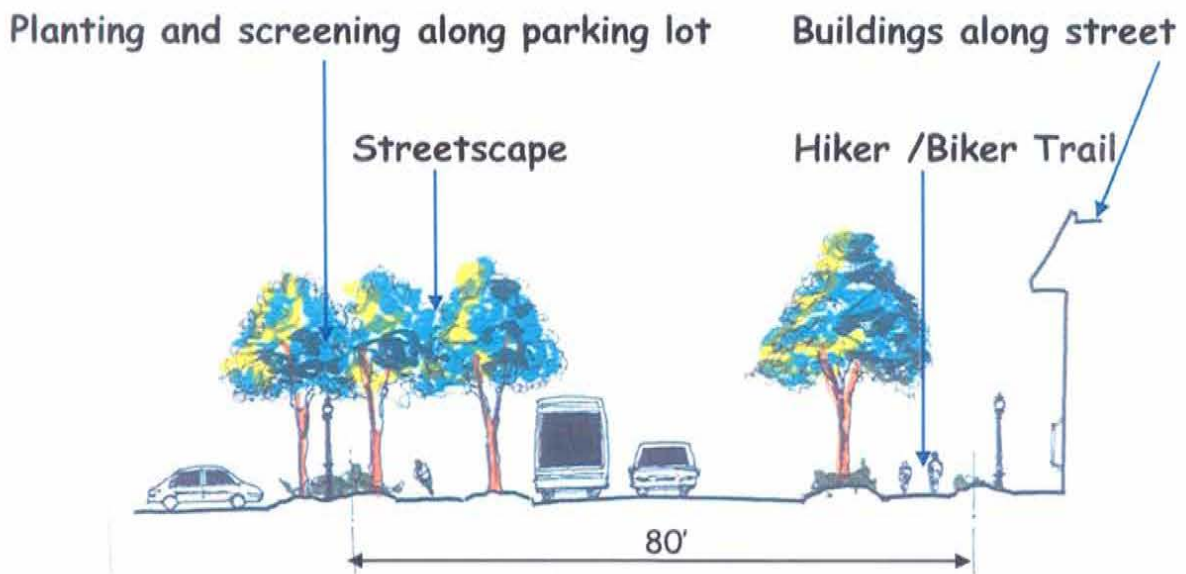 Planting and screening along parking lot
Buildings along street
Streetscape
Hiker /Biker Trail
80'